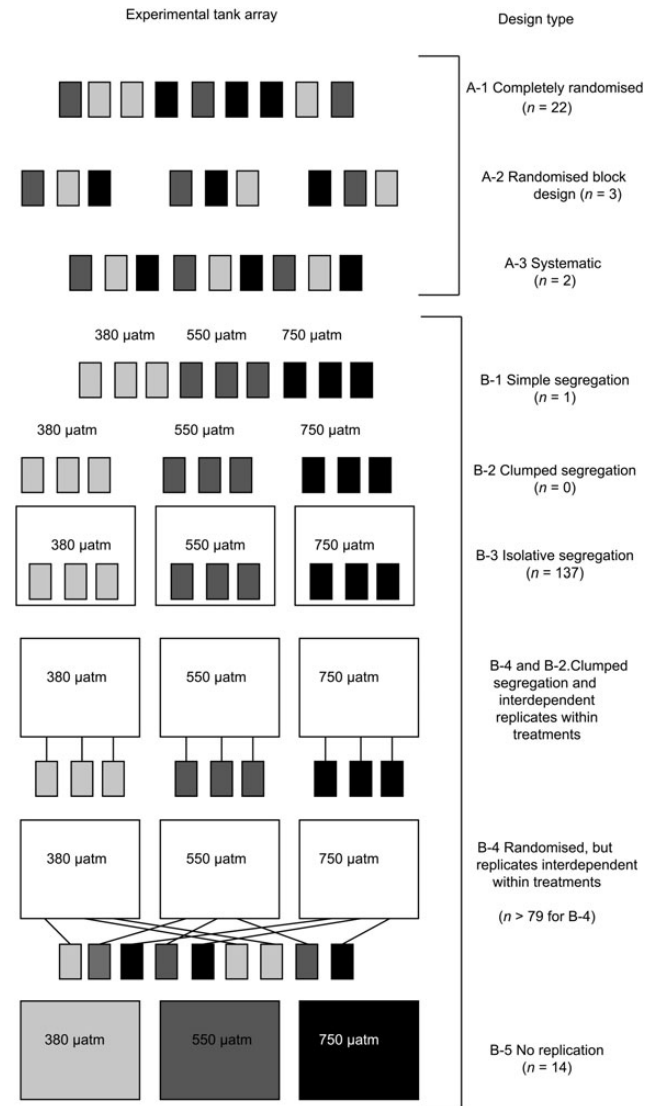 Experimental tank array
Design type
A-1 Completely randomised
(n = 22)
A-2 Randomised block
design (n = 3)
A-3 Systematic
(n = 2)
380 µatm 550 µatm 750 µatm
B-1 Simple segregation
(n = 1)
380 µatm 550 µatm 750 µatm
B-2 Clumped segregation
(n = 0)
380 µatm 550 µatm 750 µatm
B-3 Isolative segregation
(n = 137)
380 µatm 550 µatm 750 µatm
B-4 and B-2.Clumped
segregation and
interdependent
replicates within
treatments
380 µatm 550 µatm 750 µatm
B-4 Randomised, but
replicates interdependent
within treatments
(n > 79 for B-4)
380 µatm 550 µatm 750 µatm
B-5 No replication
(n = 14)